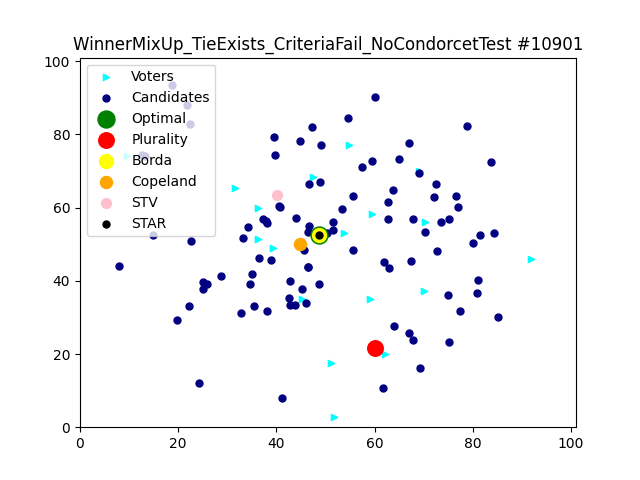 WinnerMixUp_TieExists_CriteriaFail_NoCondorcetTest #10901
100
80
60
40
20
0
0 20 40 60 80 100
Voters
Candidates
Optimal
Plurality
Borda
Copeland
STV
STAR